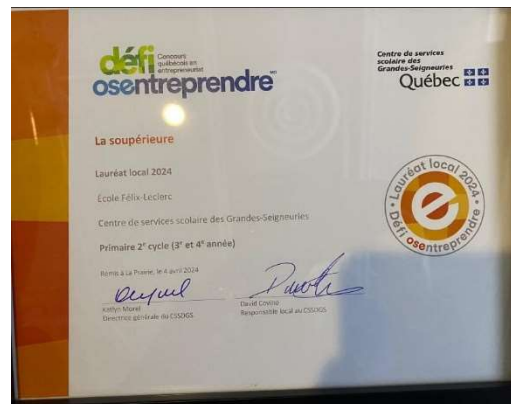 défi
Concours
québécois en
entrepreneuriat
osentreprendre
Centre de services
scolaire des
Grandes-Seigneuries
Québec
La soupérieure
Lauréat local 2024
École Félix-Leclerc
Centre de services scolaire des Grandes-Seigneuries
Primaire 2e cycle (3e et 4e année)
Remis à La Prairie, le 4 avril 2024
Kathlyn Morel
Directrice générale du CSSDGS
David Covino
Responsable local au CSSDGS
Lauréat local 2024 • Défi Osentreprendre •
e